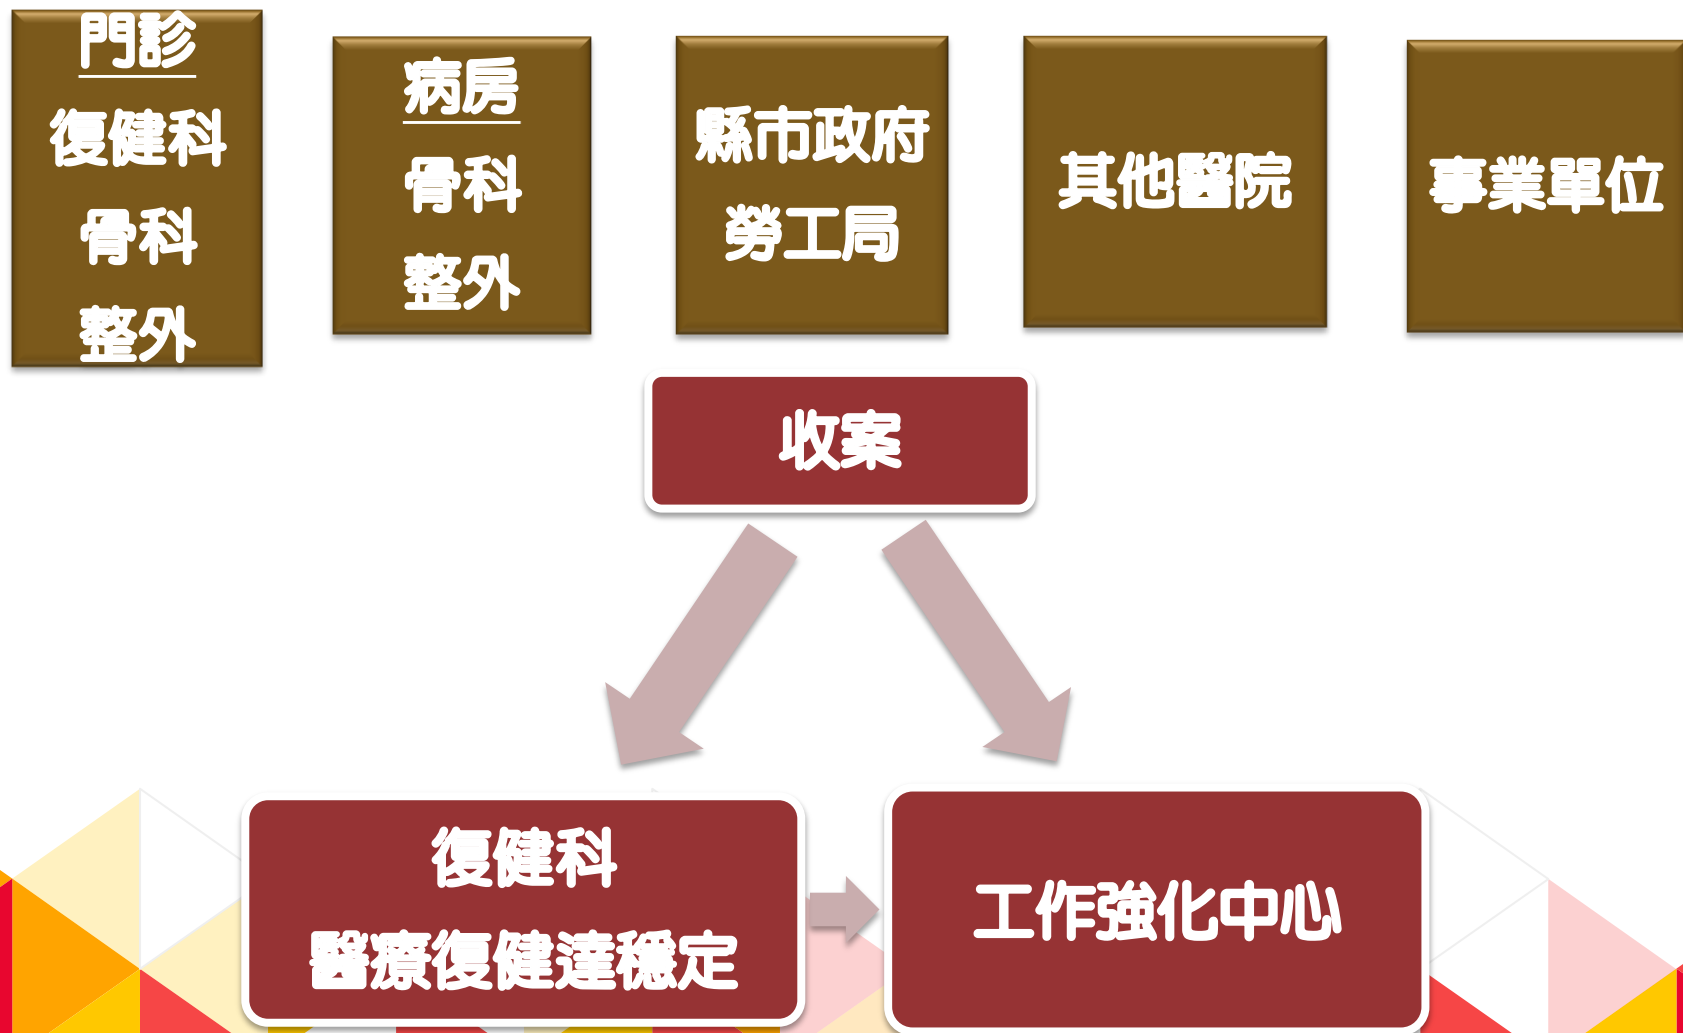 門診
復健科
骨科
整外
病房
骨科
整外
縣市政府
勞工局
其他醫院
事業單位
收案
復健科
醫療復健達穩定
工作強化中心